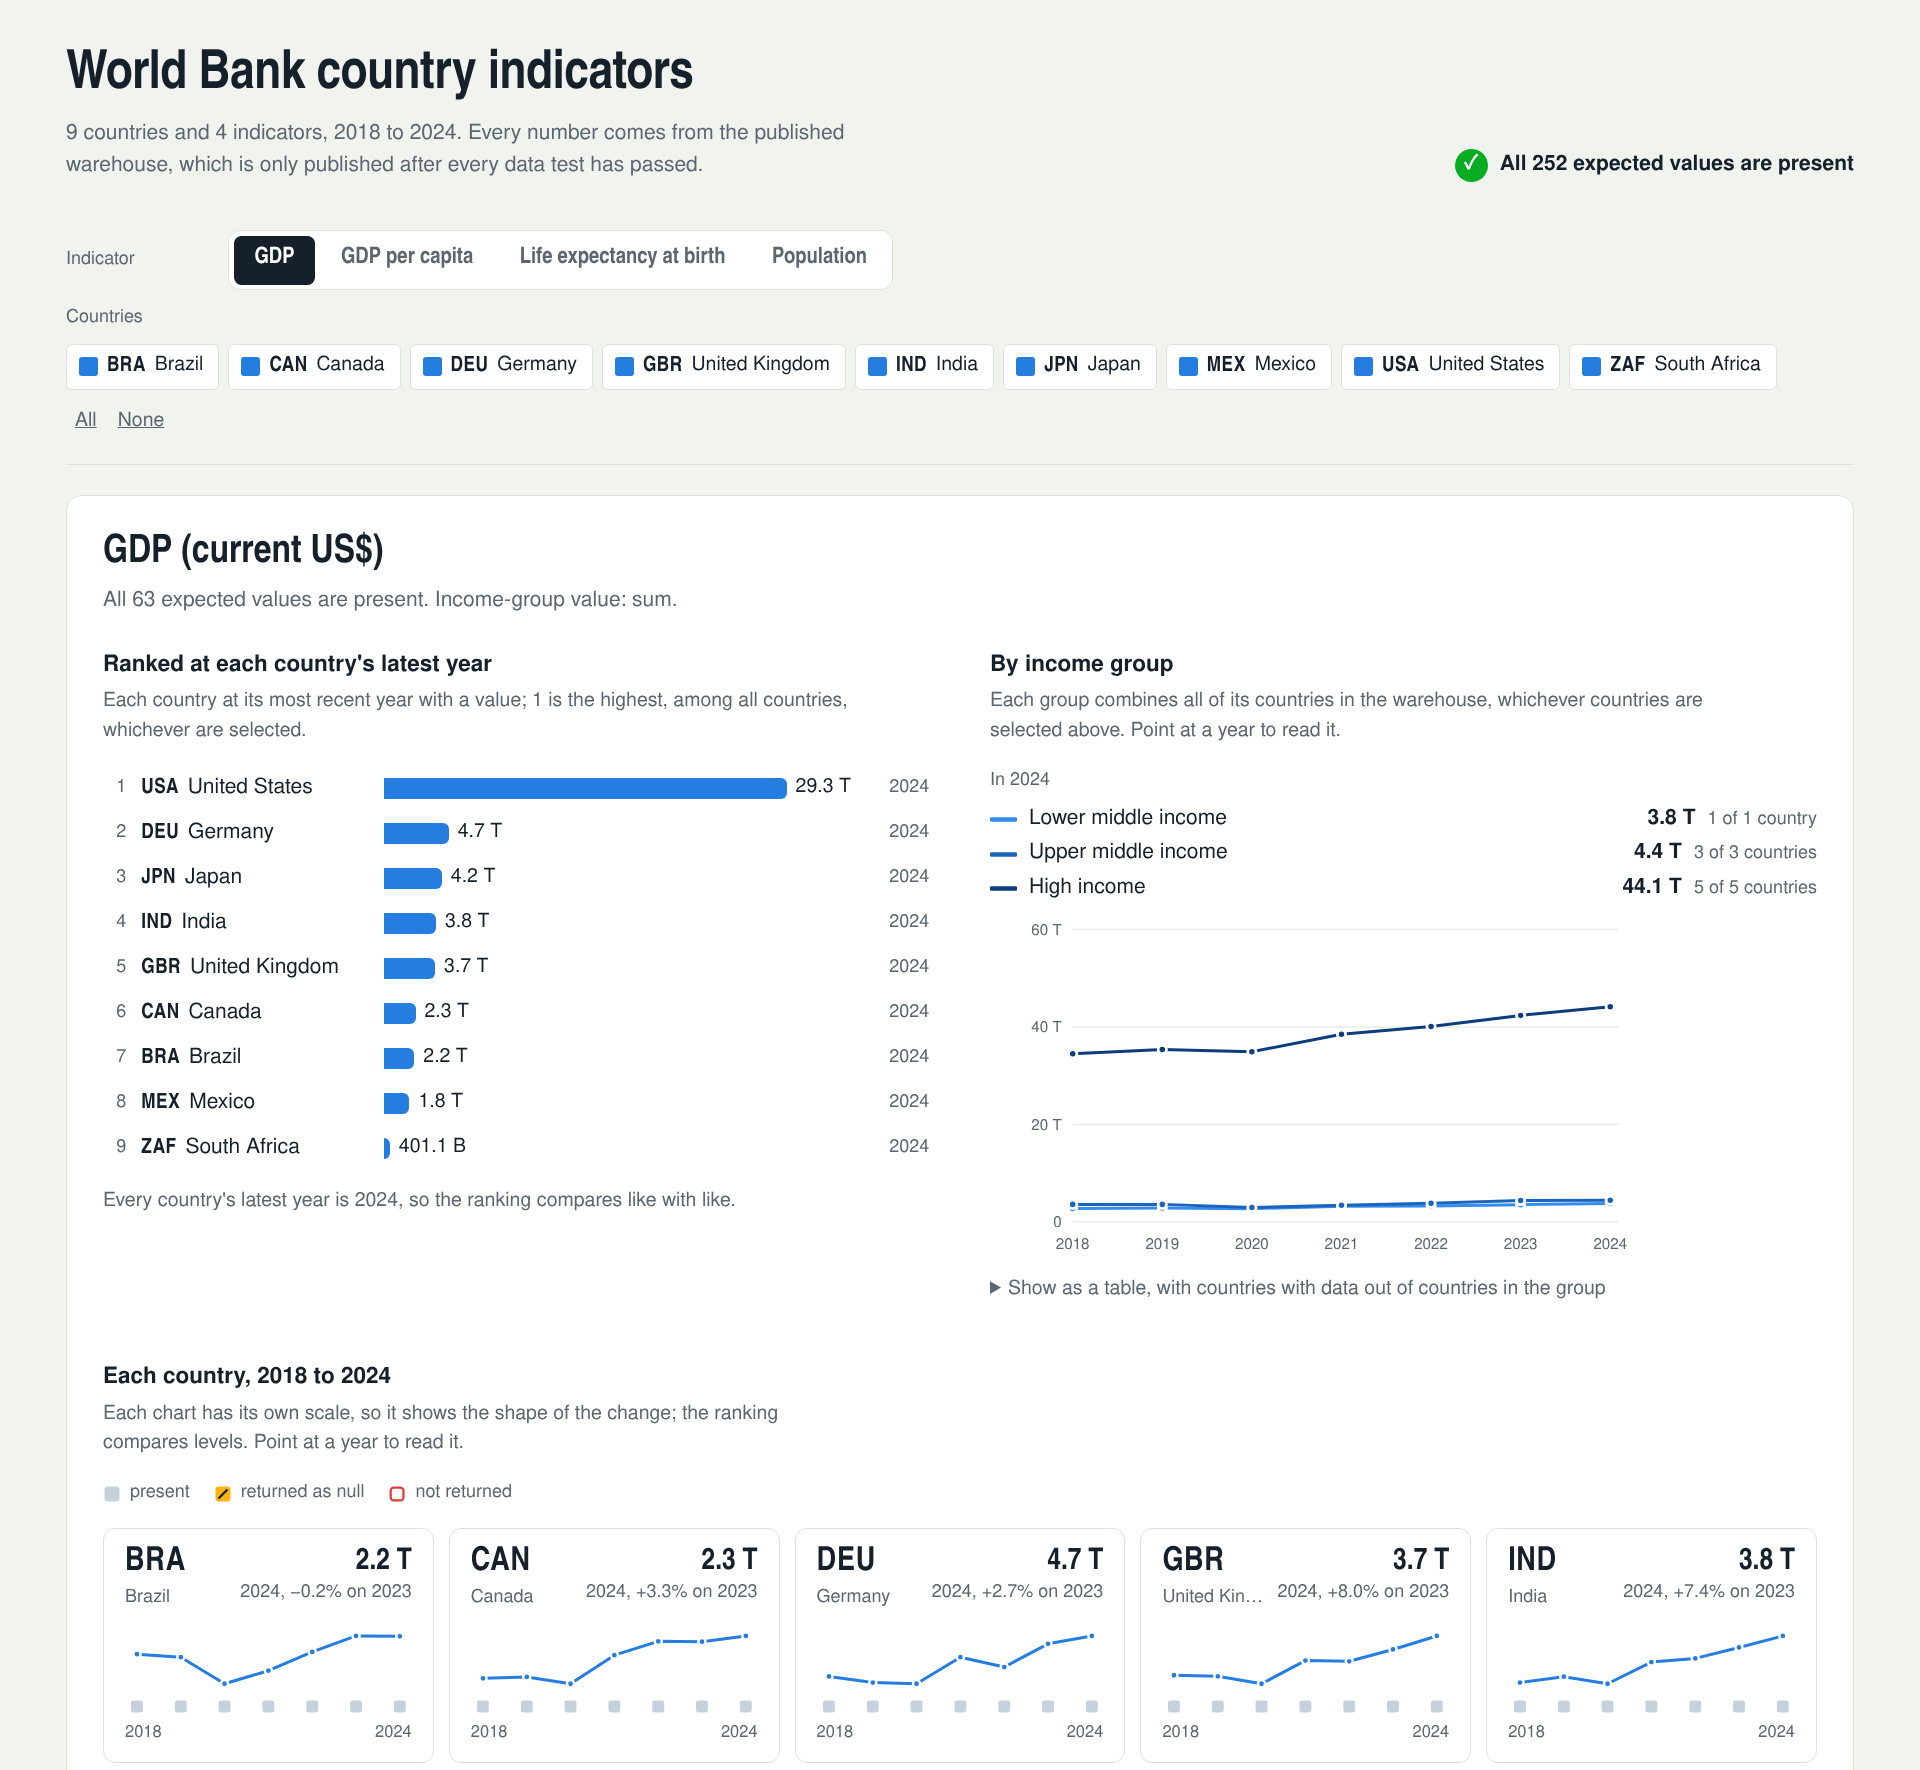 World Bank country indicators
9 countries and 4 indicators, 2018 to 2024. Every number comes from the published
warehouse, which is only published after every data test has passed.
✓ All 252 expected values are present
Indicator GDP GDP per capita Life expectancy at birth Population
Countries
BRA Brazil CAN Canada DEU Germany GBR United Kingdom IND India JPN Japan MEX Mexico USA United States ZAF South Africa
All None
GDP (current US$)
All 63 expected values are present. Income-group value: sum.
Ranked at each country's latest year
Each country at its most recent year with a value; 1 is the highest, among all countries,
whichever are selected.
1 USA United States 29.3 T 2024
2 DEU Germany 4.7 T 2024
3 JPN Japan 4.2 T 2024
4 IND India 3.8 T 2024
5 GBR United Kingdom 3.7 T 2024
6 CAN Canada 2.3 T 2024
7 BRA Brazil 2.2 T 2024
8 MEX Mexico 1.8 T 2024
9 ZAF South Africa 401.1 B 2024
Every country's latest year is 2024, so the ranking compares like with like.
By income group
Each group combines all of its countries in the warehouse, whichever countries are
selected above. Point at a year to read it.
In 2024
Lower middle income 3.8 T 1 of 1 country
Upper middle income 4.4 T 3 of 3 countries
High income 44.1 T 5 of 5 countries
60 T
40 T
20 T
0
2018 2019 2020 2021 2022 2023 2024
▶ Show as a table, with countries with data out of countries in the group
Each country, 2018 to 2024
Each chart has its own scale, so it shows the shape of the change; the ranking
compares levels. Point at a year to read it.
present returned as null not returned
BRA 2.2 T
Brazil 2024, −0.2% on 2023
2018 2024
CAN 2.3 T
Canada 2024, +3.3% on 2023
2018 2024
DEU 4.7 T
Germany 2024, +2.7% on 2023
2018 2024
GBR 3.7 T
United Kin… 2024, +8.0% on 2023
2018 2024
IND 3.8 T
India 2024, +7.4% on 2023
2018 2024